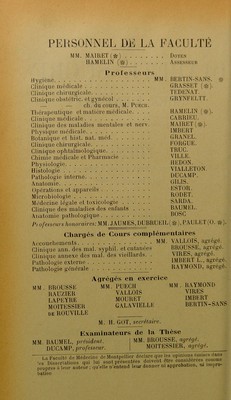 PERSONNEL DE LA FACULTÉ
MM. MAIRET (✻) ........ DOYEN
HAMELIN (✻) ........ ASSESSEUR
Professeurs
Hygiène ........ MM. BERTIN-SANS. ✻
Clinique médicale ........ GRASSET (✻).
Clinique chirurgicale ........ TEDENAT.
Clinique obstétric. et gynécol ........ GRYNFELTT.
— ch. du cours, M. PUECH.
Thérapeutique et matière médicale ........ HAMELIN (✻).
Clinique médicale ........ CARRIEU.
Clinique des maladies mentales et nerv. ........ MAIRET (✻).
Physique médicale ........ IMBERT
Botanique et hist. nat. méd. ........ GRANEL.
Clinique chirurgicale ........ FORGUE.
Clinique ophtalmologique ........ TRUC.
Chimie médicale et Pharmacie ........ VILLE.
Physiologie ........ HEDON.
Histologie ........ VIALLETON.
Pathologie interne ........ DUCAMP.
Anatomie ........ GILIS.
Opérations et appareils ........ ESTOR.
Microbiologie ........ RODET.
Médecine légale et toxicologie ........ SARDA.
Clinique des maladies des enfants ........ BAUMEL.
Anatomie pathologique ........ BOSC
Professeurs honoraires: MM. JAUMES, DUBRUEIL (✻), PAULET (O. ✻).
Chargés de Cours complémentaires
Accouchements ........ MM. VALLOIS, agrégé.
Clinique ann. des mal. syphil. et cutanées ........ BROUSSE, agrégé.
Clinique annexe des mal. des vieillards. ........ VIRES, agrégé.
Pathologie externe ........ IMBERT L., agrégé.
Pathologie générale ........ RAYMOND, agrégé.
Agrégés en exercice
MM. BROUSSE MM. PUECH MM. RAYMOND
RAUZIER VALLOIS VIRES
LAPEYRE MOURET IMBERT
MOITESSIER GALAVIELLE BERTIN-SANS
DE ROUVILLE
M. H. GOT, secrétaire.
Examinateurs de la Thèse
MM. BAUMEL, président. MM. BROUSSE, agrégé.
DUCAMP, professeur. MOITESSIER, agrégé.
La Faculté de Médecine de Montpellier déclare que les opinions émises dans
les Dissertations qui lui sont présentées doivent être considérées comme
propres à leur auteur; qu'elle n'entend leur donner ni approbation, ni improbation